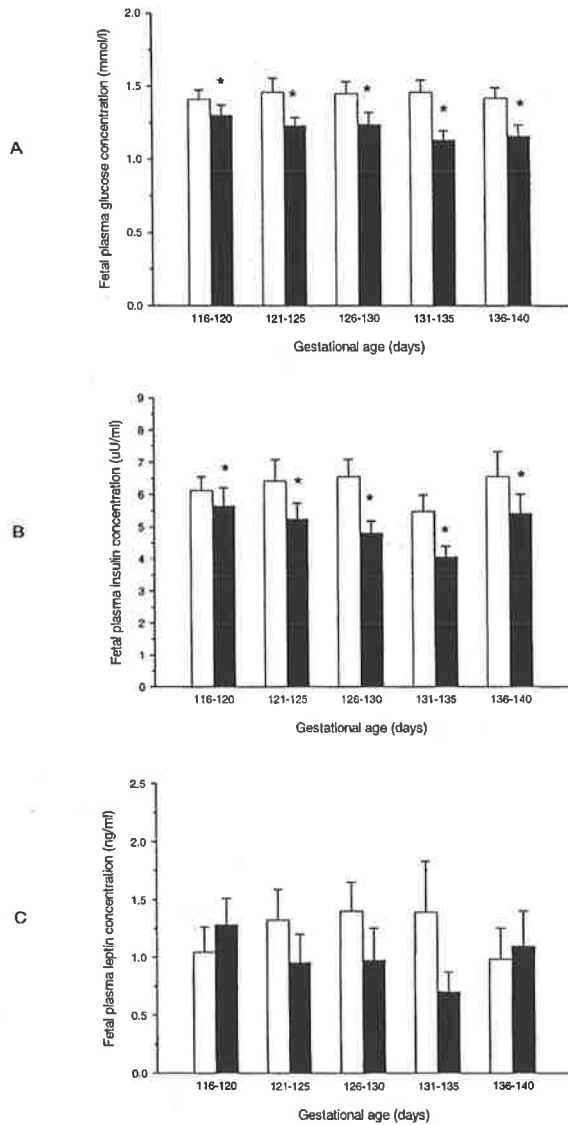 A
Fetal plasma glucose concentration (mmol/l)
2.0
1.5
1.0
0.5
0.0
* * * * *
116-120 121-125 126-130 131-135 136-140
Gestational age (days)
B
Fetal plasma insulin concentration (uU/ml)
9
8
7
6
5
4
3
2
1
0
* * * * *
116-120 121-125 126-130 131-135 136-140
Gestational age (days)
C
Fetal plasma leptin concentration (ng/ml)
2.5
2.0
1.5
1.0
0.5
0.0
116-120 121-125 126-130 131-135 136-140
Gestational age (days)